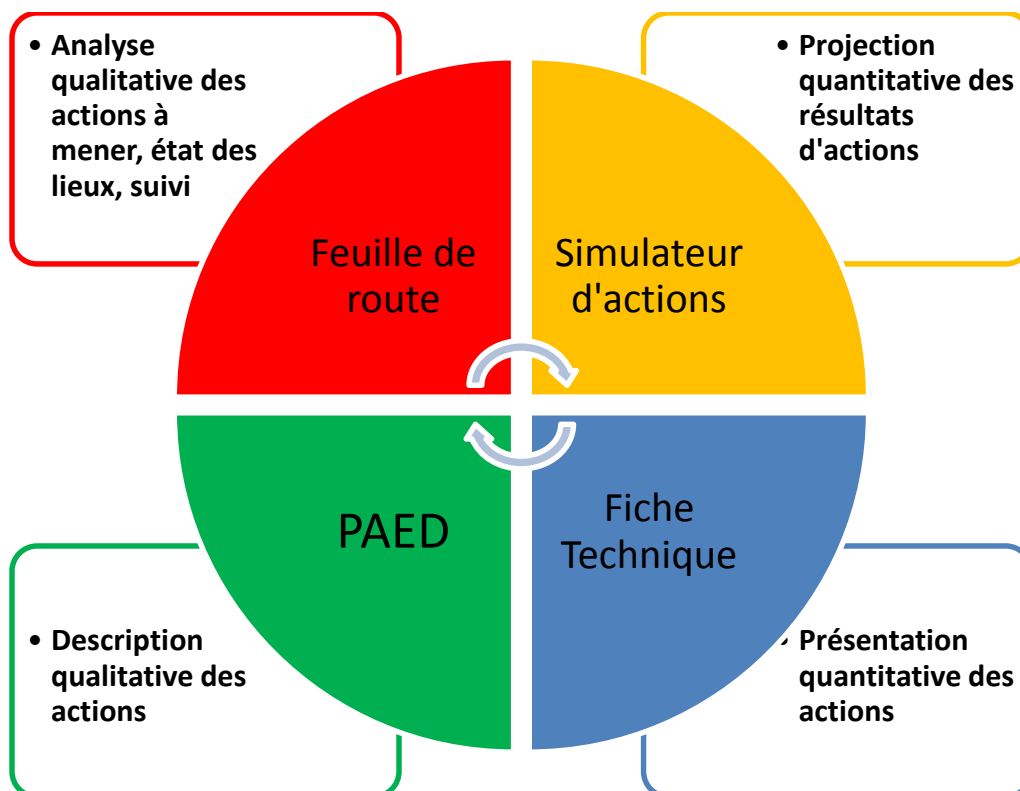 • Analyse
qualitative des
actions à
mener, état des
lieux, suivi
• Projection
quantitative des
résultats
d'actions
Feuille de
route
Simulateur
d'actions
PAED
Fiche
Technique
• Description
qualitative des
actions
• Présentation
quantitative des
actions